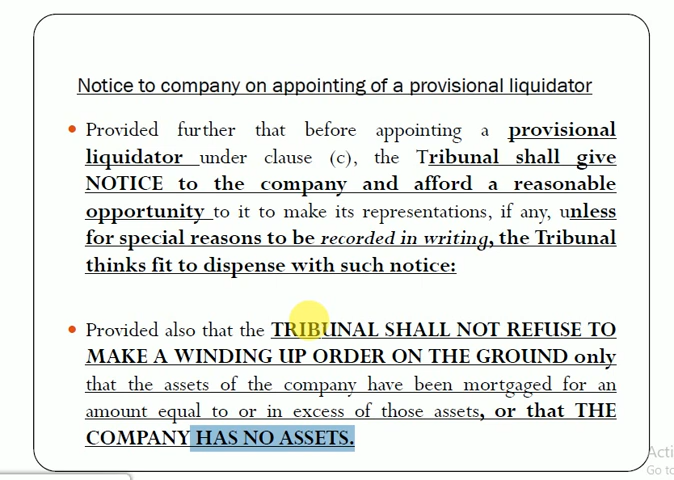 Notice to company on appointing of a provisional liquidator
• Provided further that before appointing a provisional
liquidator under clause (c), the Tribunal shall give
NOTICE to the company and afford a reasonable
opportunity to it to make its representations, if any, unless
for special reasons to be recorded in writing, the Tribunal
thinks fit to dispense with such notice:
• Provided also that the TRIBUNAL SHALL NOT REFUSE TO
MAKE A WINDING UP ORDER ON THE GROUND only
that the assets of the company have been mortgaged for an
amount equal to or in excess of those assets, or that THE
COMPANY HAS NO ASSETS.
Acti
Go to